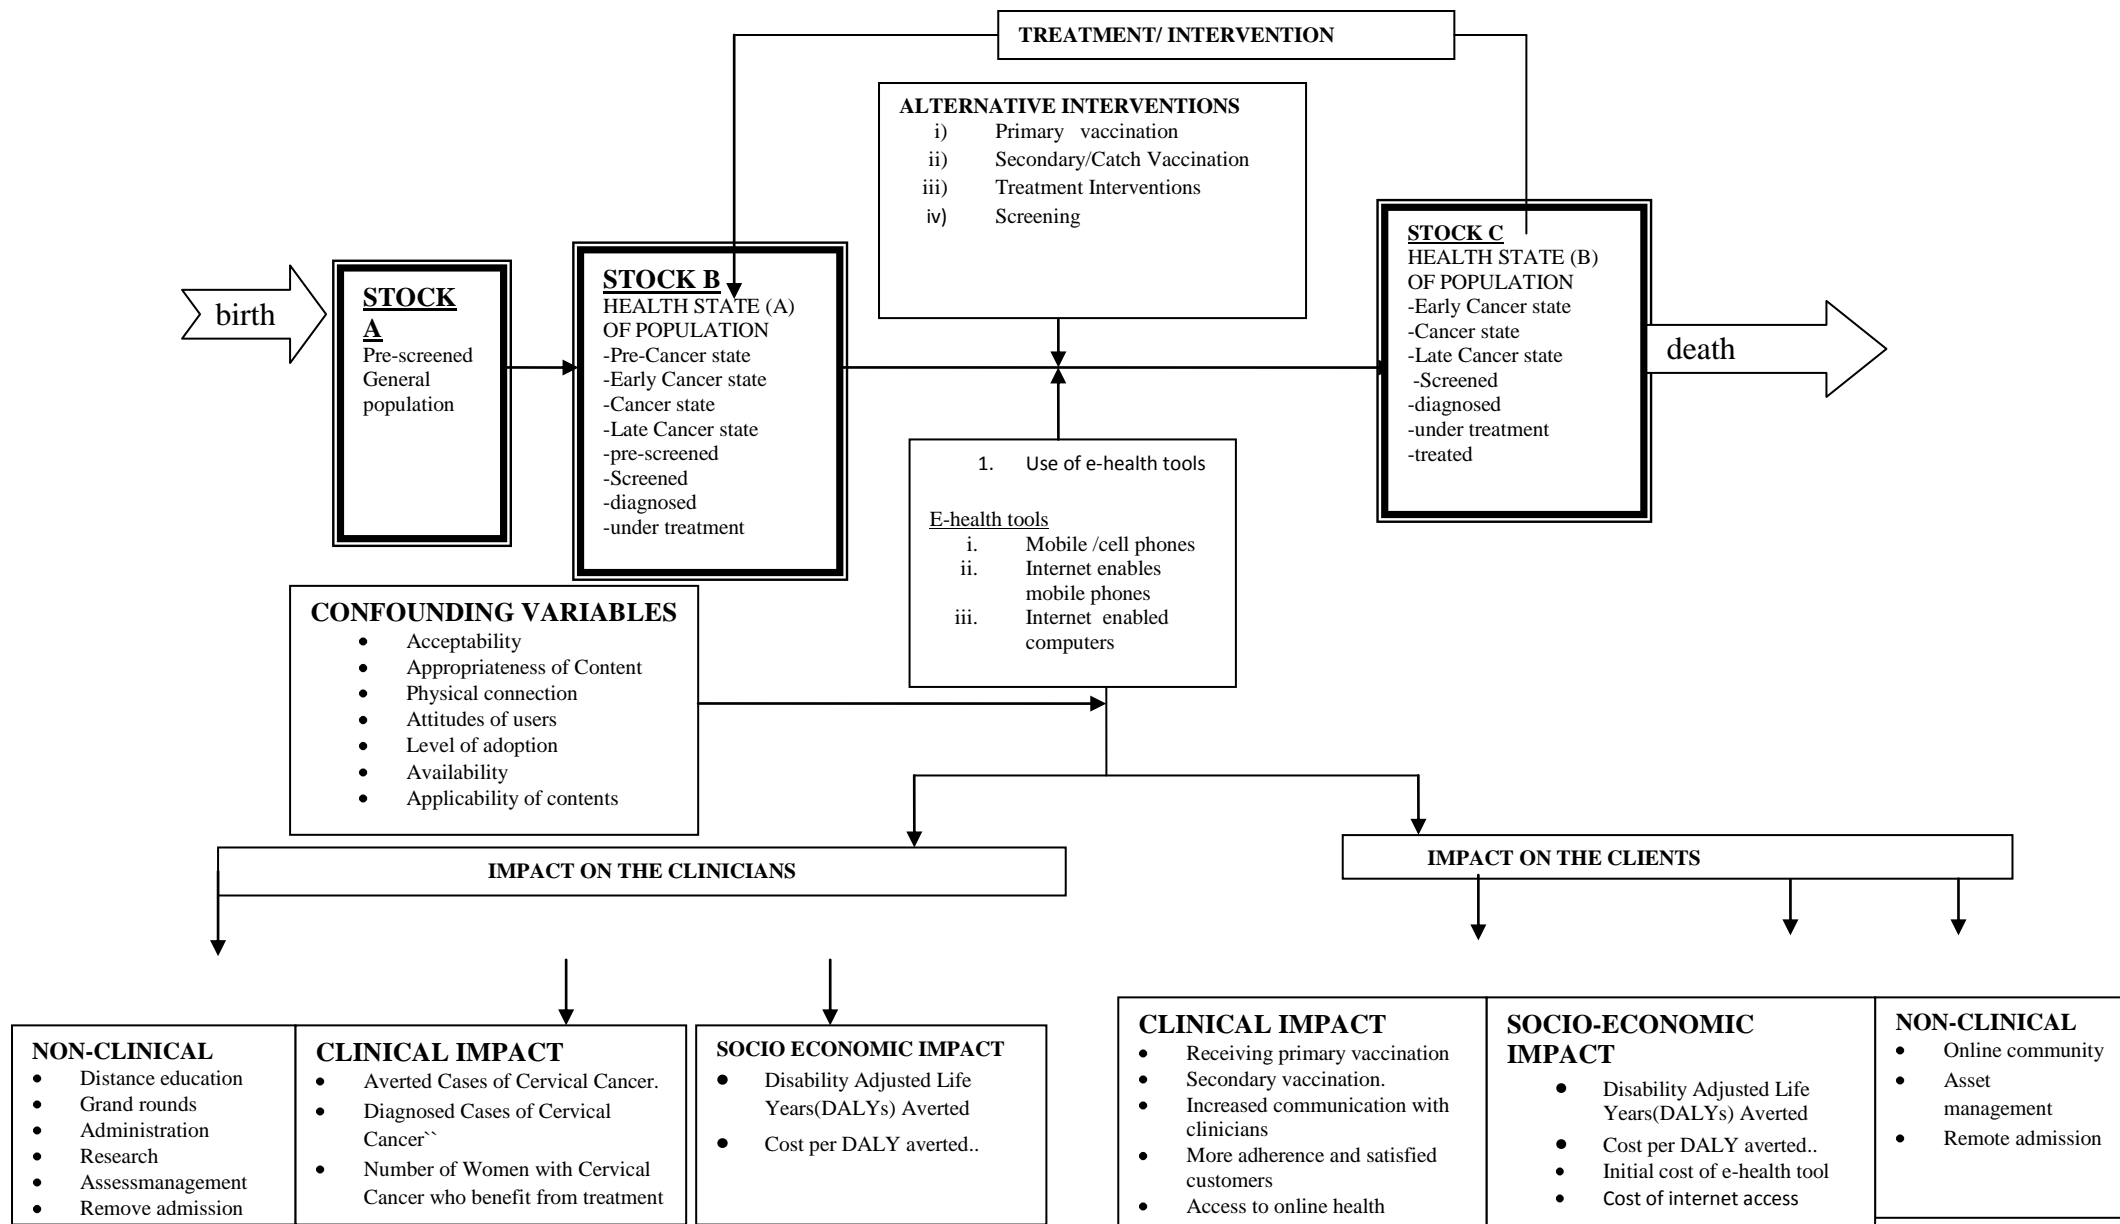 TREATMENT/ INTERVENTION
ALTERNATIVE INTERVENTIONS
i) Primary vaccination
ii) Secondary/Catch Vaccination
iii) Treatment Interventions
iv) Screening
birth
STOCK
A
Pre-screened
General
population
STOCK B
HEALTH STATE (A)
OF POPULATION
-Pre-Cancer state
-Early Cancer state
-Cancer state
-Late Cancer state
-pre-screened
-Screened
-diagnosed
-under treatment
STOCK C
HEALTH STATE (B)
OF POPULATION
-Early Cancer state
-Cancer state
-Late Cancer state
-Screened
-diagnosed
-under treatment
-treated
death
1. Use of e-health tools
E-health tools
i. Mobile /cell phones
ii. Internet enables
mobile phones
iii. Internet enabled
computers
CONFOUNDING VARIABLES
• Acceptability
• Appropriateness of Content
• Physical connection
• Attitudes of users
• Level of adoption
• Availability
• Applicability of contents
IMPACT ON THE CLINICIANS
IMPACT ON THE CLIENTS
NON-CLINICAL
• Distance education
• Grand rounds
• Administration
• Research
• Assessmanagement
• Remove admission
CLINICAL IMPACT
• Averted Cases of Cervical Cancer.
• Diagnosed Cases of Cervical
Cancer``
• Number of Women with Cervical
Cancer who benefit from treatment
SOCIO ECONOMIC IMPACT
• Disability Adjusted Life
Years(DALYs) Averted
• Cost per DALY averted..
CLINICAL IMPACT
• Receiving primary vaccination
• Secondary vaccination.
• Increased communication with
clinicians
• More adherence and satisfied
customers
• Access to online health
SOCIO-ECONOMIC
IMPACT
• Disability Adjusted Life
Years(DALYs) Averted
• Cost per DALY averted..
• Initial cost of e-health tool
• Cost of internet access
NON-CLINICAL
• Online community
• Asset
management
• Remote admission